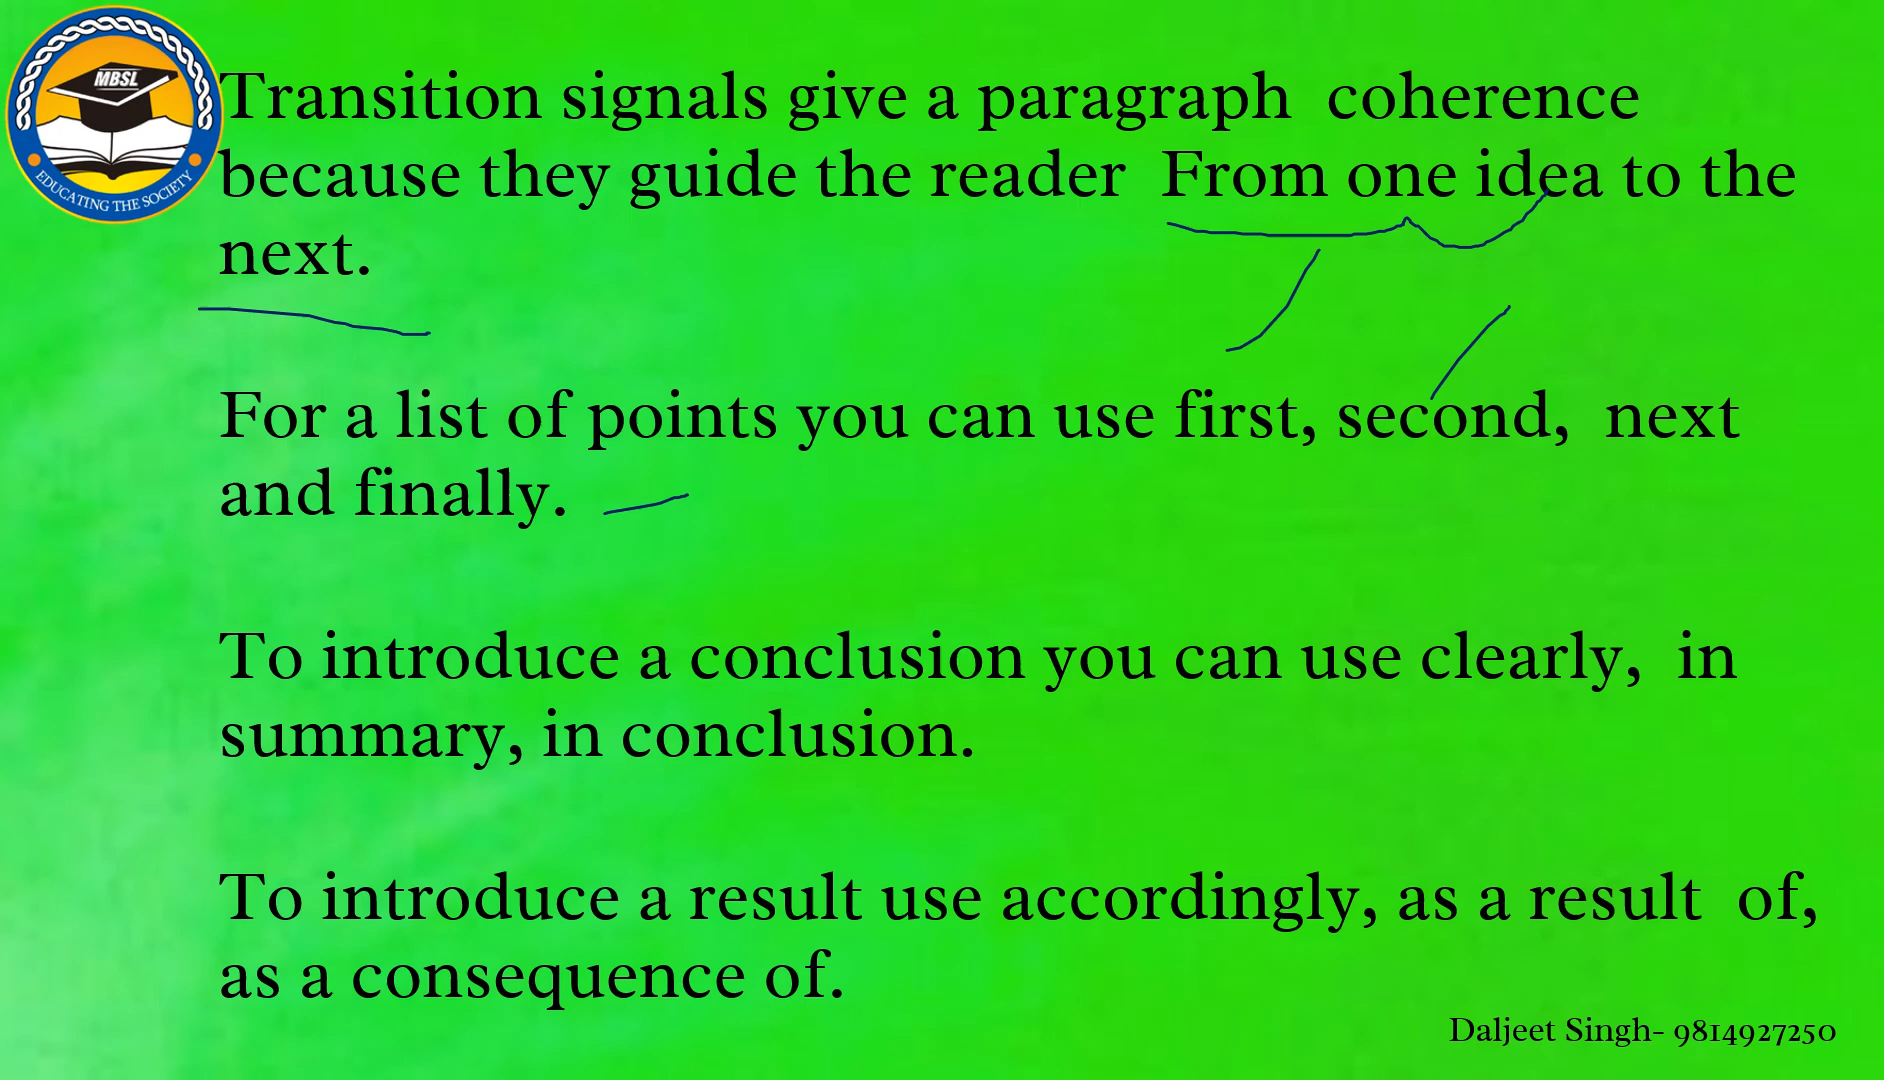 MBSL
EDUCATING THE SOCIETY
Transition signals give a paragraph coherence
because they guide the reader From one idea to the
next.
For a list of points you can use first, second, next
and finally.
To introduce a conclusion you can use clearly, in
summary, in conclusion.
To introduce a result use accordingly, as a result of,
as a consequence of.
Daljeet Singh- 9814927250